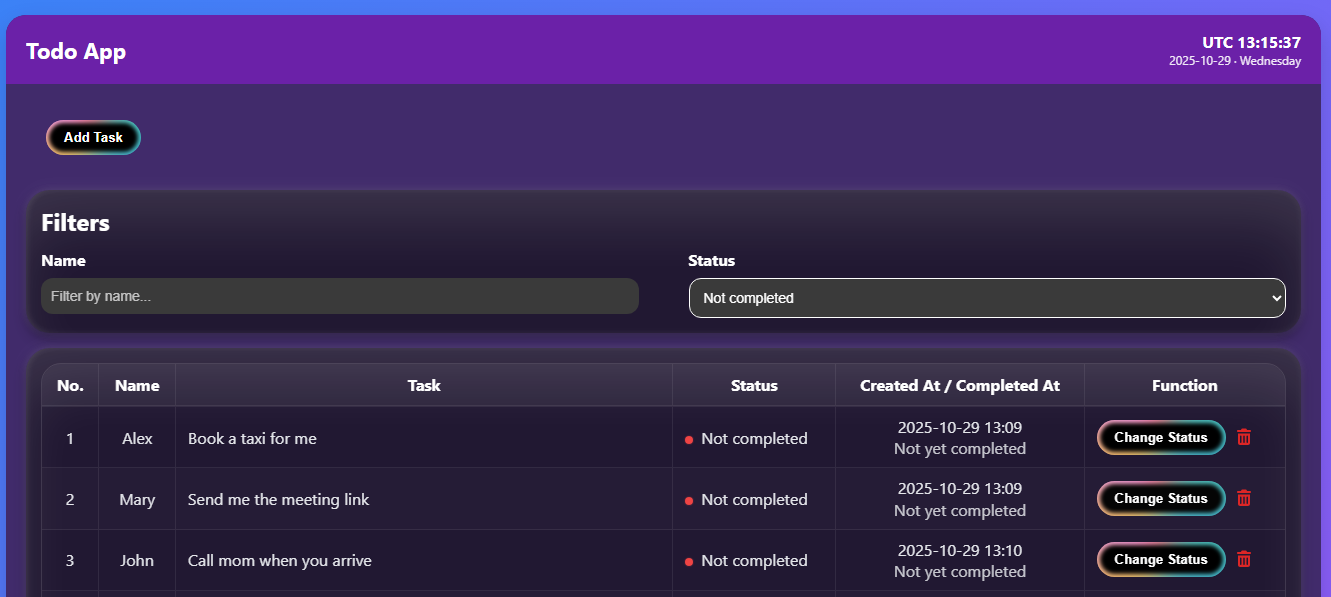 Todo App
UTC 13:15:37
2025-10-29 · Wednesday
Add Task
Filters
Name
Status
Filter by name...
Not completed
No. Name Task Status Created At / Completed At Function
1 Alex Book a taxi for me Not completed 2025-10-29 13:09 Change Status
Not yet completed
2 Mary Send me the meeting link Not completed 2025-10-29 13:09 Change Status
Not yet completed
3 John Call mom when you arrive Not completed 2025-10-29 13:10 Change Status
Not yet completed